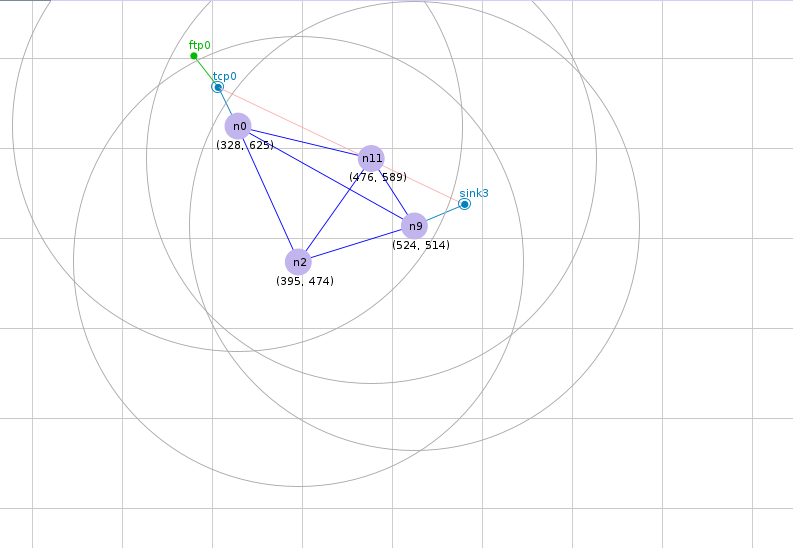 ftp0
tcp0
n0
(328, 625)
n11
(476, 589)
sink3
n9
(524, 514)
n2
(395, 474)